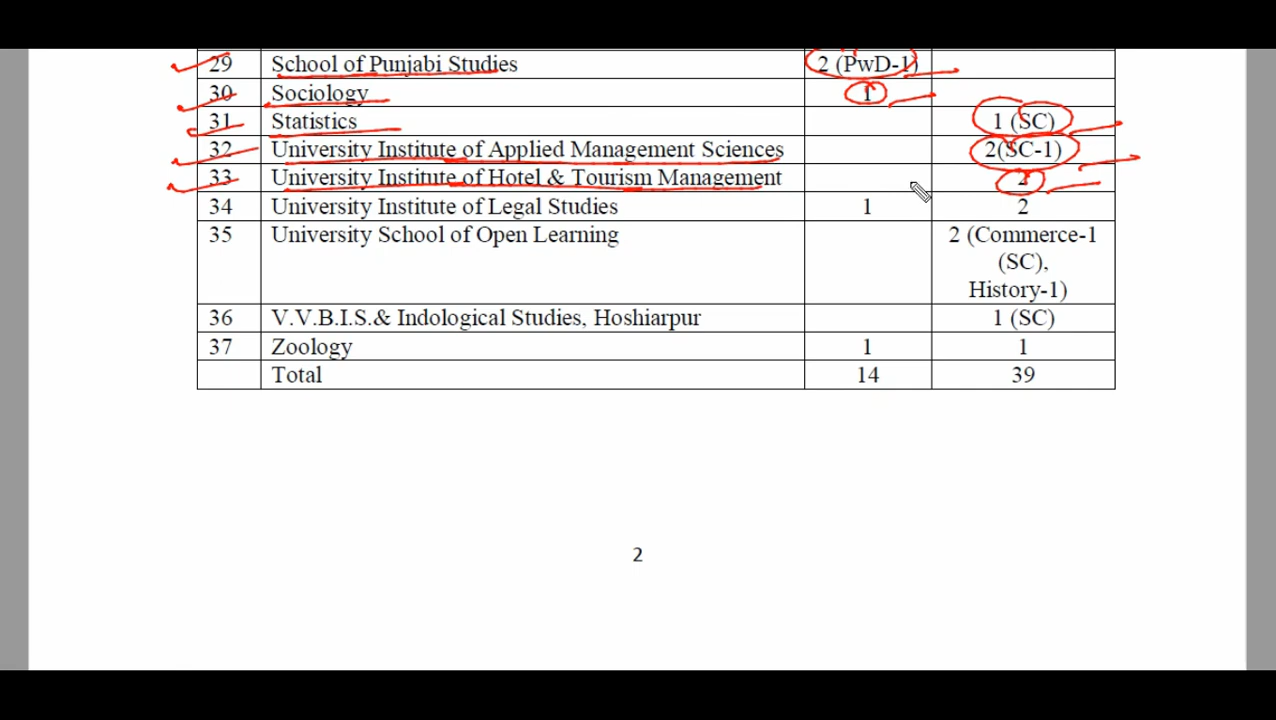 29 School of Punjabi Studies 2 (PwD-1)
30 Sociology 1
31 Statistics 1 (SC)
32 University Institute of Applied Management Sciences 2(SC-1)
33 University Institute of Hotel & Tourism Management 2
34 University Institute of Legal Studies 1 2
35 University School of Open Learning 2 (Commerce-1
(SC),
History-1)
36 V.V.B.I.S.& Indological Studies, Hoshiarpur 1 (SC)
37 Zoology 1 1
Total 14 39
2